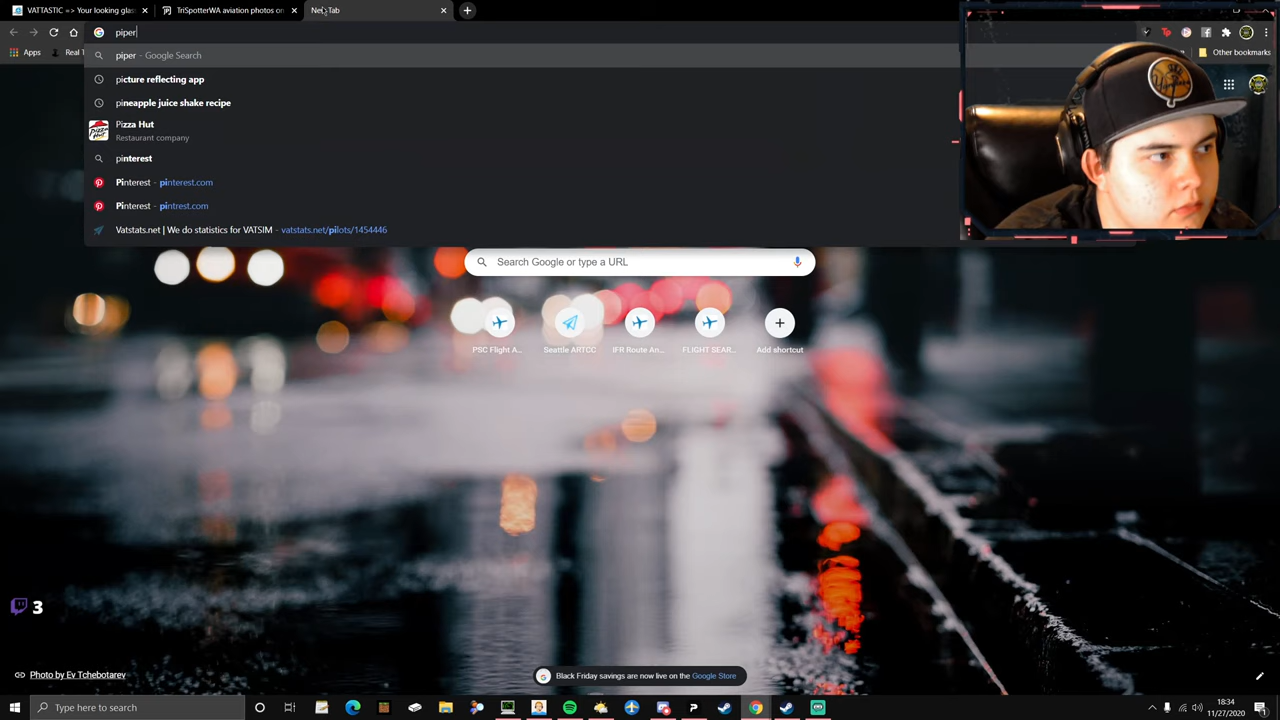 VATTASTIC => Your looking glas
TriSpotterWA aviation photos on
New Tab
piper
Apps
Real T
Other bookmarks
piper - Google Search
picture reflecting app
pineapple juice shake recipe
Pizza Hut
Restaurant company
pinterest
Pinterest - pinterest.com
Pinterest - pintrest.com
Vatstats.net | We do statistics for VATSIM - vatstats.net/pilots/1454446
Search Google or type a URL
PSC Flight A...
Seattle ARTCC
IFR Route An...
FLIGHT SEAR...
Add shortcut
3
Photo by Ev Tchebotarev
Black Friday savings are now live on the Google Store
Type here to search
18:34
11/27/2020